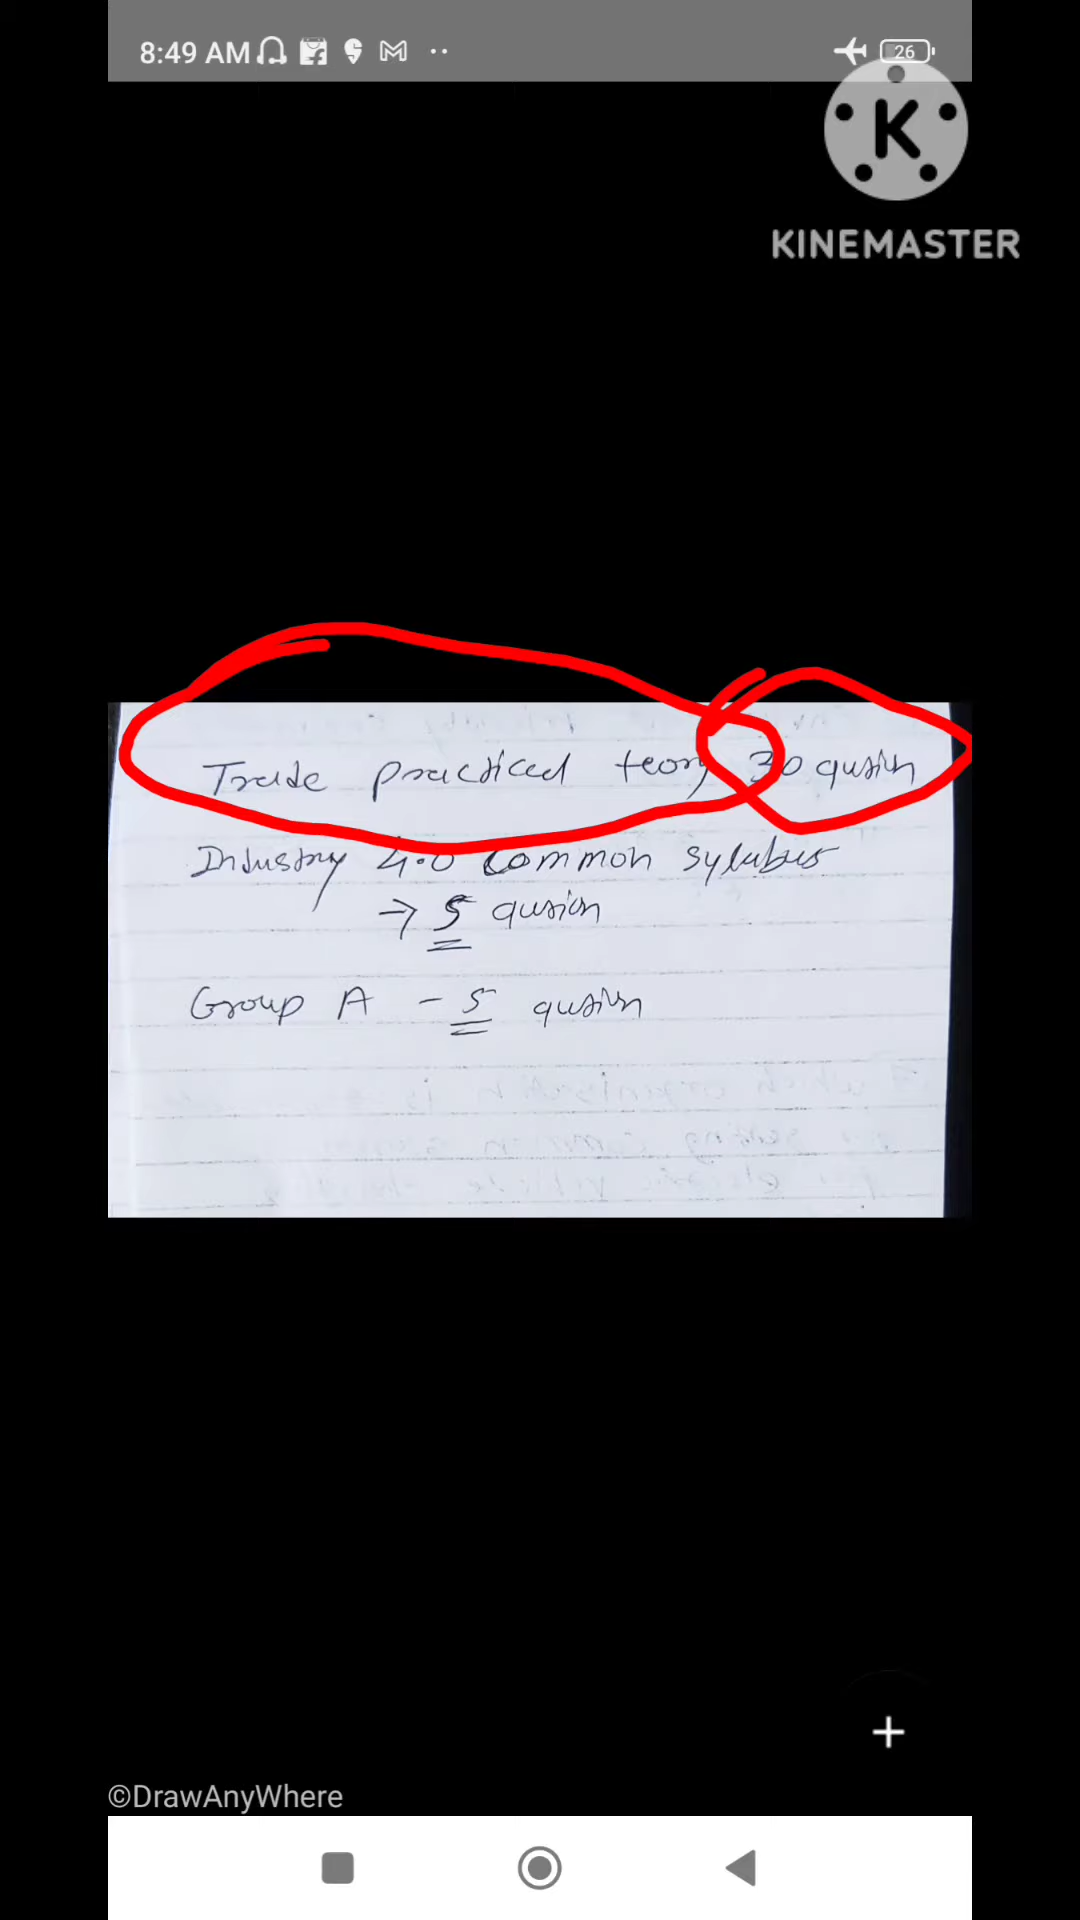 8:49 AM
26
K
KINEMASTER
Trade practiced teory 30 qusion
Industry 4.0 Common sylabus
→ 5 qusion
Group A - 5 qusion
©DrawAnyWhere